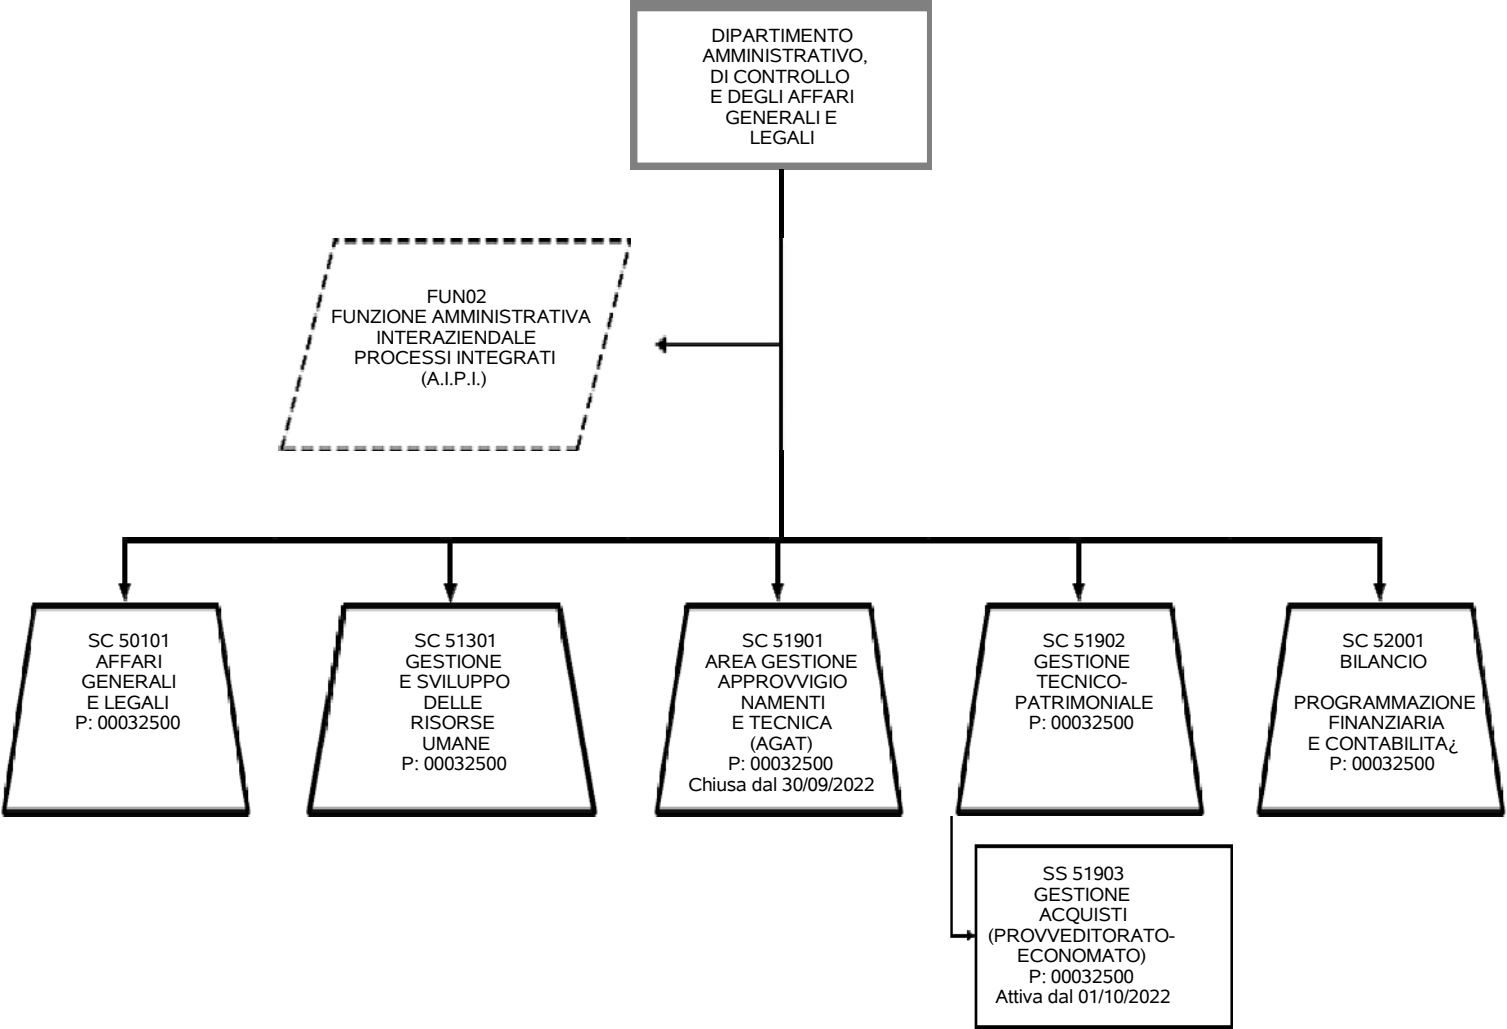 DIPARTIMENTO
AMMINISTRATIVO,
DI CONTROLLO
E DEGLI AFFARI
GENERALI E
LEGALI
FUN02
FUNZIONE AMMINISTRATIVA
INTERAZIENDALE
PROCESSI INTEGRATI
(A.I.P.I.)
SC 50101
AFFARI
GENERALI
E LEGALI
P: 00032500
SC 51301
GESTIONE
E SVILUPPO
DELLE
RISORSE
UMANE
P: 00032500
SC 51901
AREA GESTIONE
APPROVVIGIO
NAMENTI
E TECNICA
(AGAT)
P: 00032500
Chiusa dal 30/09/2022
SC 51902
GESTIONE
TECNICO-
PATRIMONIALE
P: 00032500
SC 52001
BILANCIO
PROGRAMMAZIONE
FINANZIARIA
E CONTABILITA¿
P: 00032500
SS 51903
GESTIONE
ACQUISTI
(PROVVEDITORATO-
ECONOMATO)
P: 00032500
Attiva dal 01/10/2022